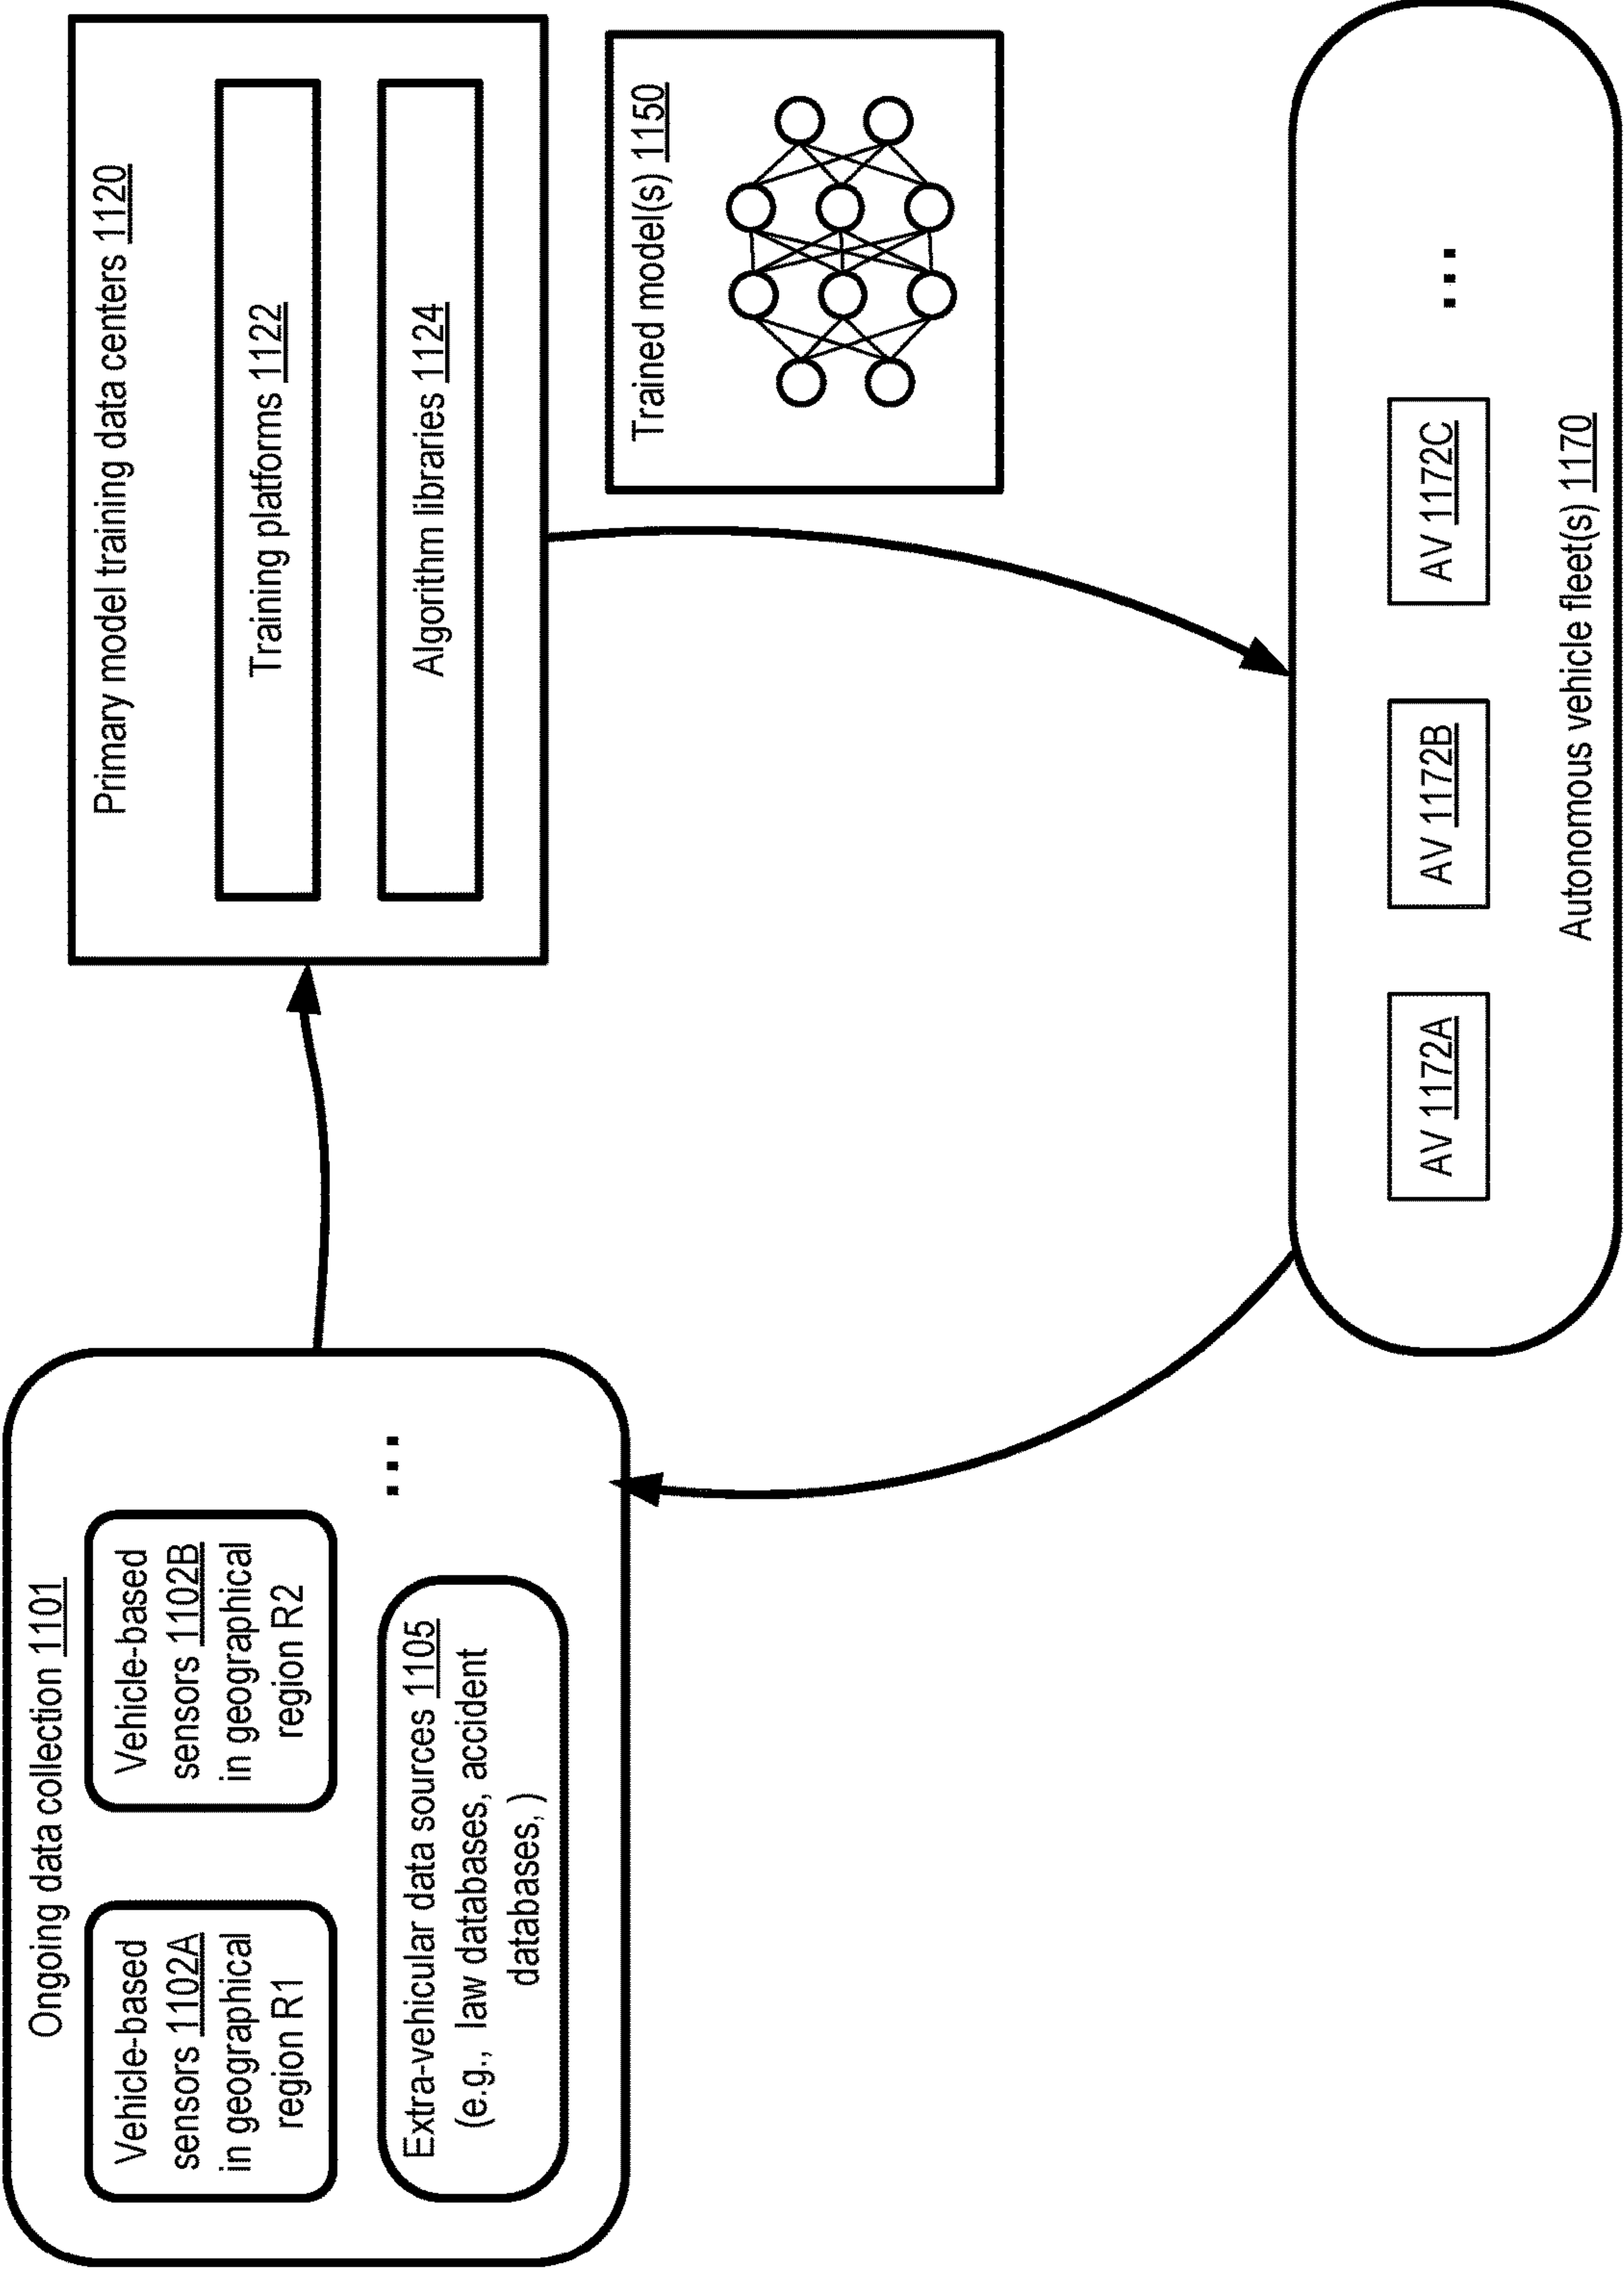 Ongoing data collection 1101
Vehicle-based
sensors 1102A
in geographical
region R1
Vehicle-based
sensors 1102B
in geographical
region R2
Extra-vehicular data sources 1105
(e.g., law databases, accident
databases, )
...
Primary model training data centers 1120
Training platforms 1122
Algorithm libraries 1124
Trained model(s) 1150
AV 1172A
AV 1172B
AV 1172C
...
Autonomous vehicle fleet(s) 1170